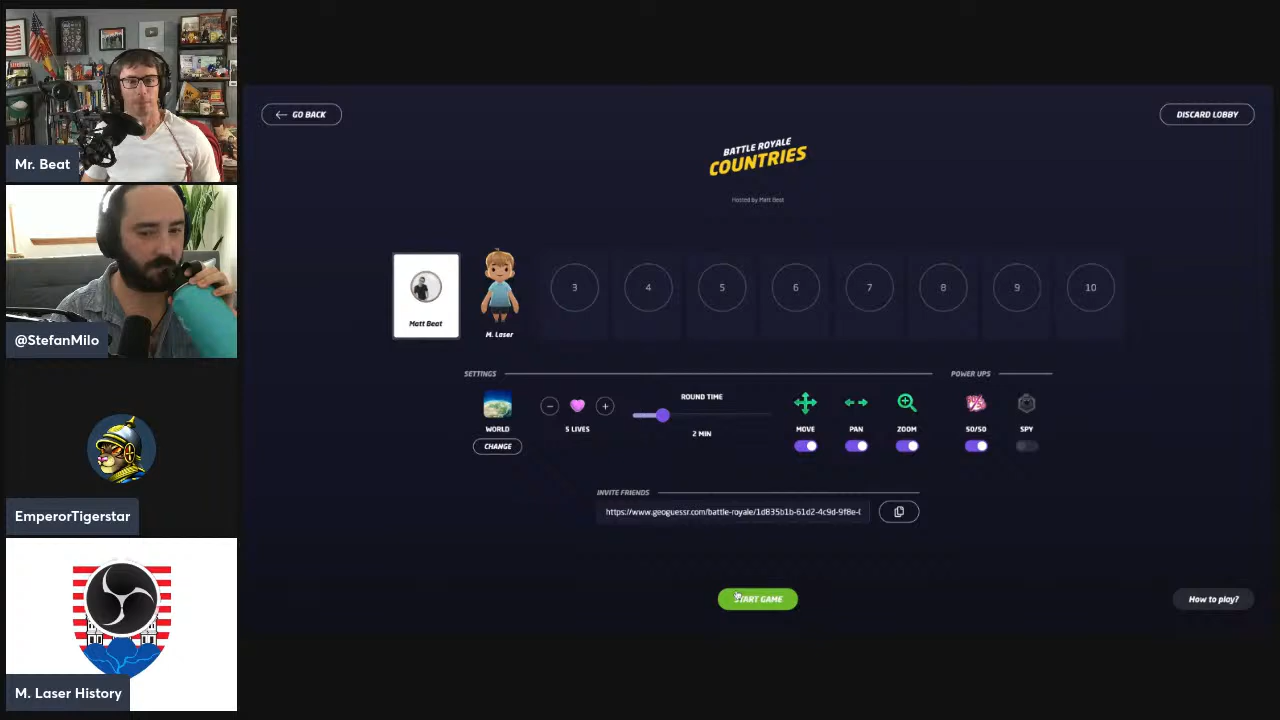 Mr. Beat
@StefanMilo
EmperorTigerstar
M. Laser History
GO BACK
DISCARD LOBBY
BATTLE ROYALE
COUNTRIES
Hosted by Matt Beat
Matt Beat
M. Laser
3 4 5 6 7 8 9 10
SETTINGS
POWER UPS
WORLD
CHANGE
5 LIVES
ROUND TIME
2 MIN
MOVE
PAN
ZOOM
50/50
SPY
INVITE FRIENDS
https://www.geoguessr.com/battle-royale/1d835b1b-61d2-4c9d-9f8e-(
START GAME
How to play?